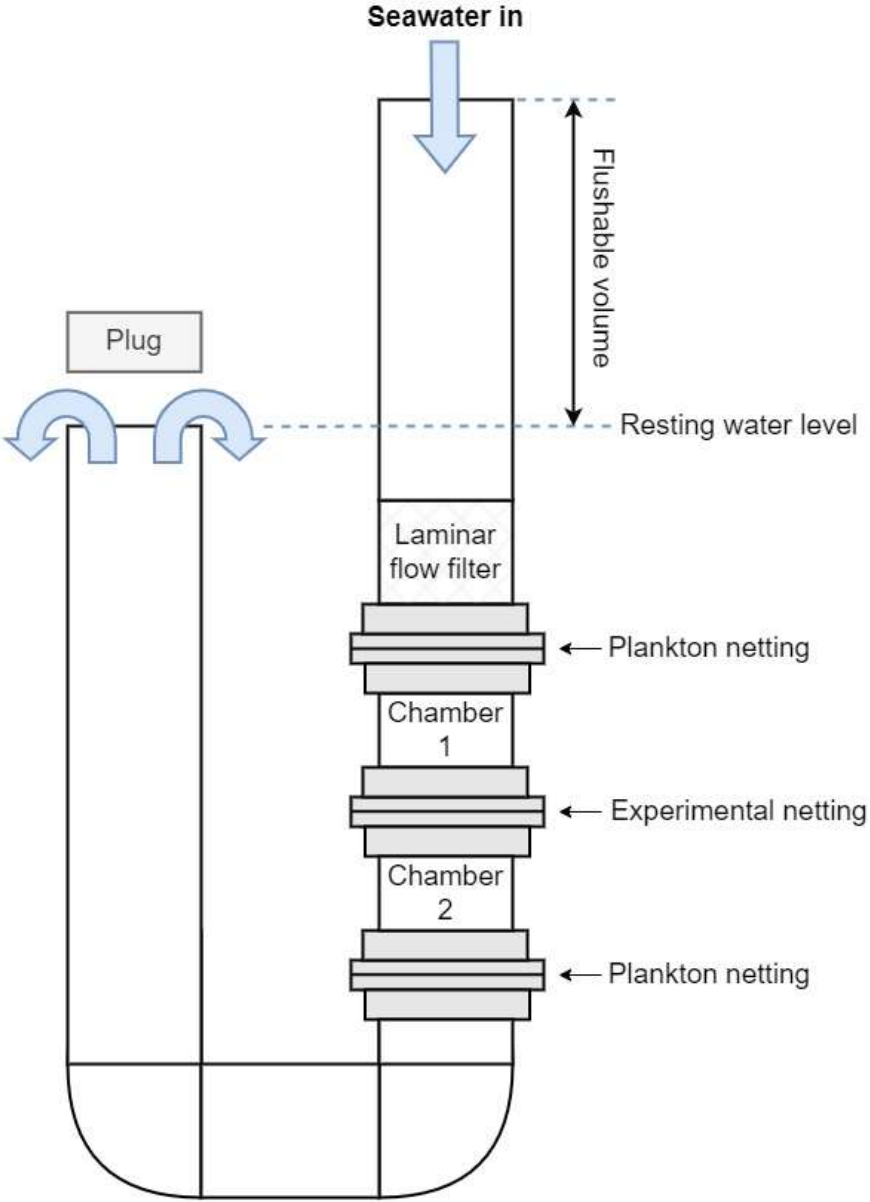 Seawater in
Flushable volume
Plug
Resting water level
Laminar
flow filter
Plankton netting
Chamber
1
Experimental netting
Chamber
2
Plankton netting